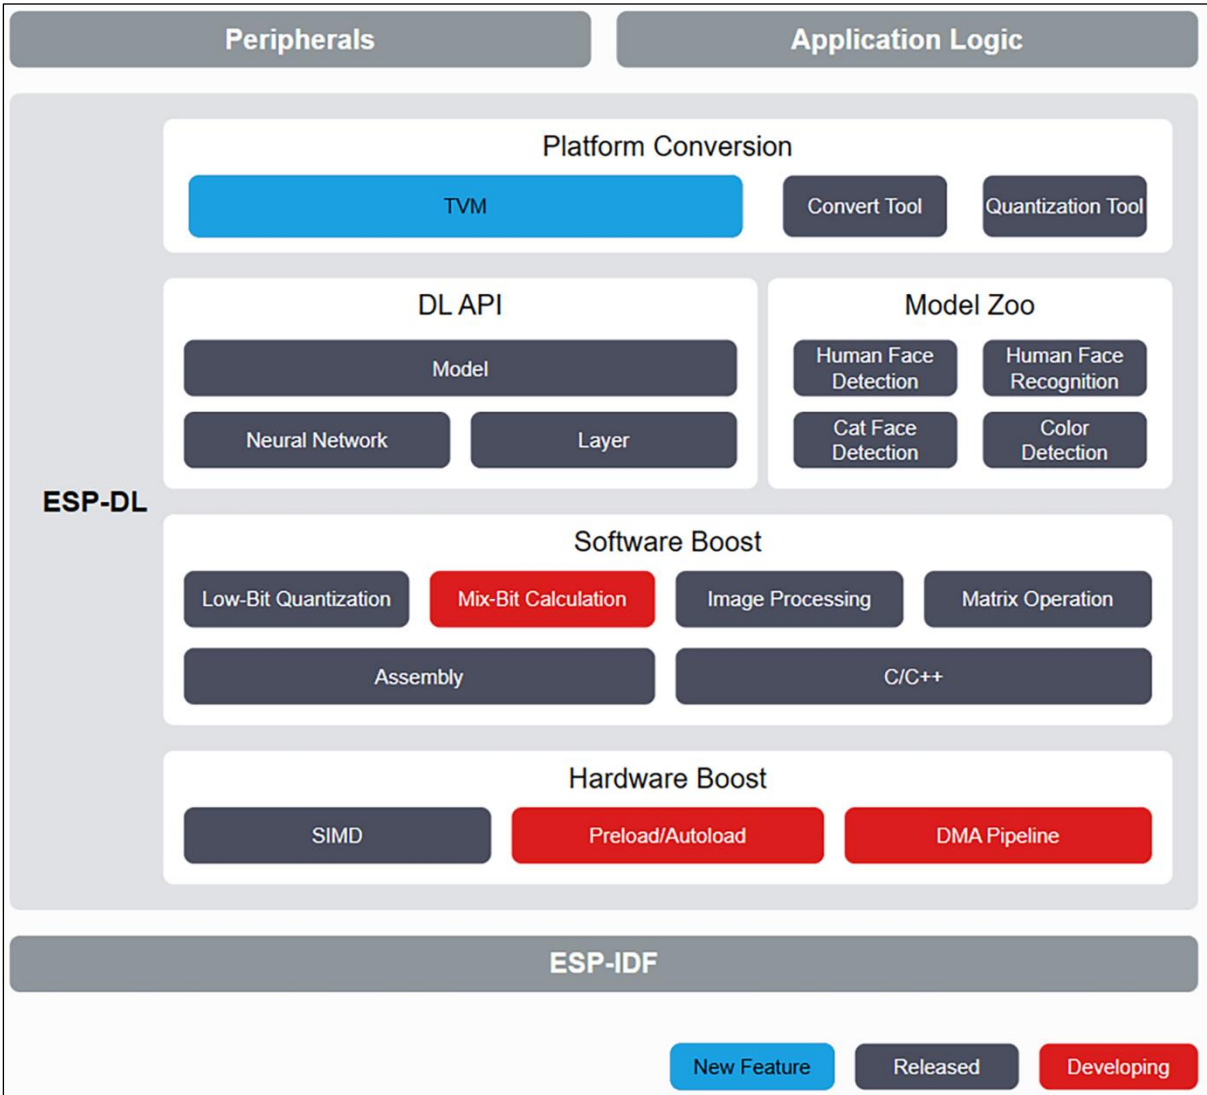 Peripherals
Application Logic
Platform Conversion
TVM
Convert Tool
Quantization Tool
DL API
Model
Neural Network
Layer
Model Zoo
Human Face
Detection
Human Face
Recognition
Cat Face
Detection
Color
Detection
ESP-DL
Software Boost
Low-Bit Quantization
Mix-Bit Calculation
Image Processing
Matrix Operation
Assembly
C/C++
Hardware Boost
SIMD
Preload/Autoload
DMA Pipeline
ESP-IDF
New Feature
Released
Developing